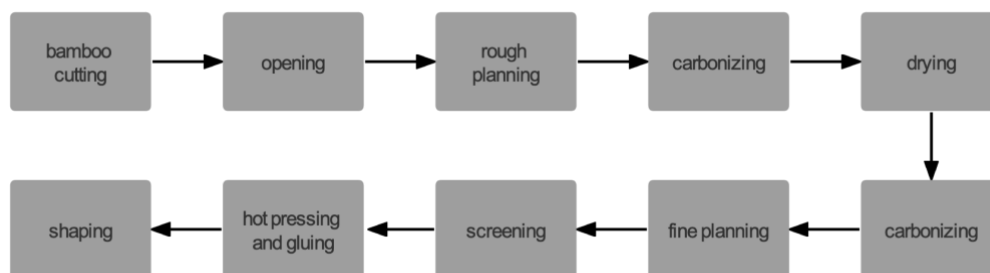 bamboo
cutting
opening
rough
planning
carbonizing
drying
shaping
hot pressing
and gluing
screening
fine planning
carbonizing